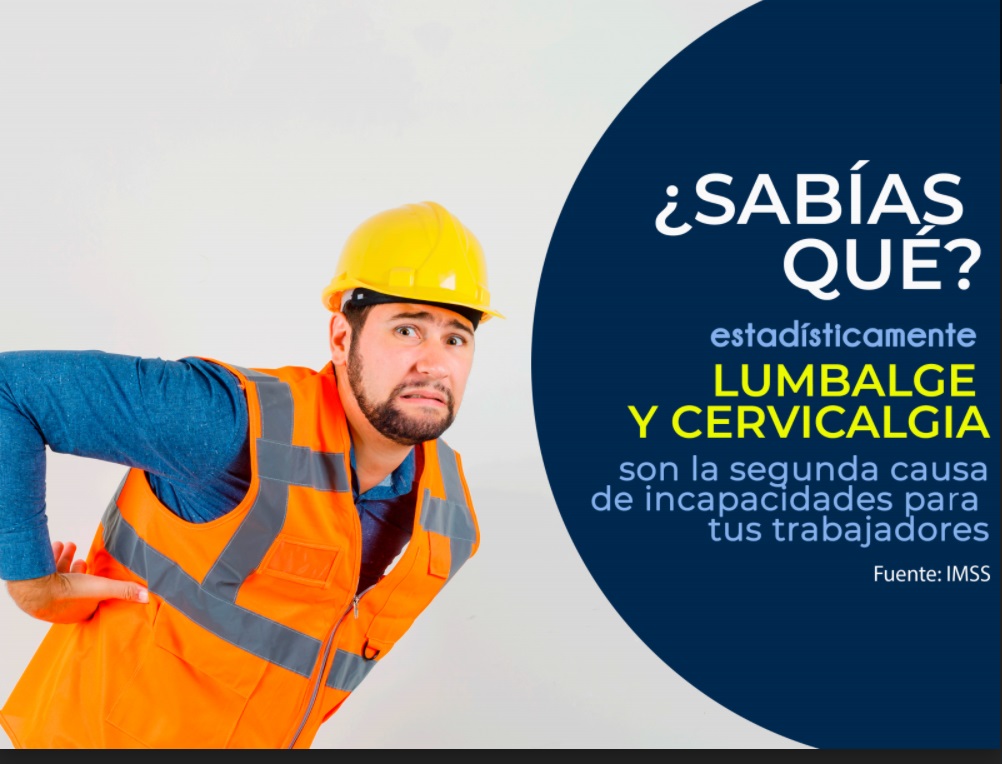 ¿SABÍAS
QUÉ?
estadísticamente
LUMBALGE
Y CERVICALGIA
son la segunda causa
de incapacidades para
tus trabajadores
Fuente: IMSS